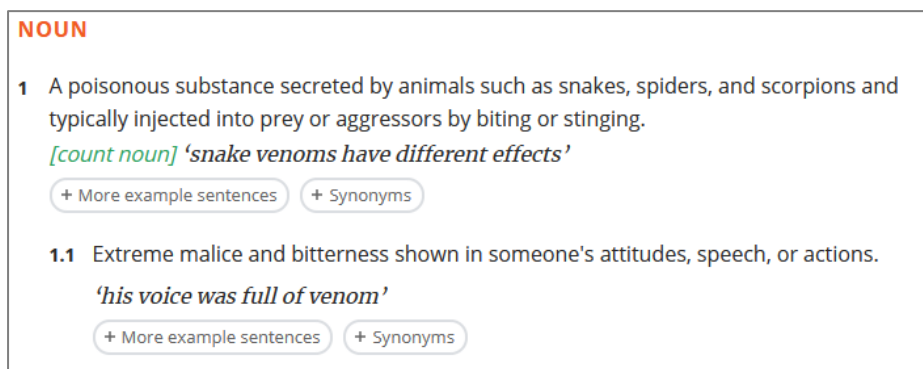 NOUN
1 A poisonous substance secreted by animals such as snakes, spiders, and scorpions and
typically injected into prey or aggressors by biting or stinging.
[count noun] ‘snake venoms have different effects’
+ More example sentences + Synonyms
1.1 Extreme malice and bitterness shown in someone's attitudes, speech, or actions.
‘his voice was full of venom’
+ More example sentences + Synonyms